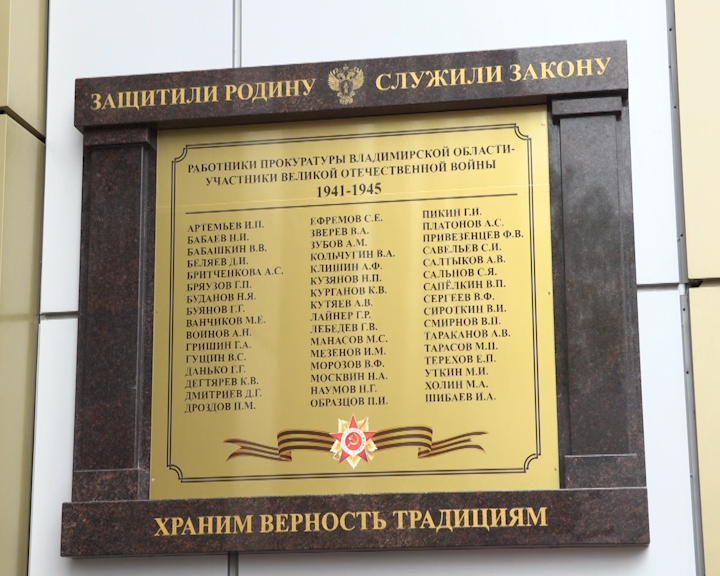 ЗАЩИТИЛИ РОДИНУ СЛУЖИЛИ ЗАКОНУ
РАБОТНИКИ ПРОКУРАТУРЫ ВЛАДИМИРСКОЙ ОБЛАСТИ-
УЧАСТНИКИ ВЕЛИКОЙ ОТЕЧЕСТВЕННОЙ ВОЙНЫ
1941-1945
АРТЕМЬЕВ И.П.
БАБАЕВ Н.И.
БАБАШКИН В.В.
БЕЛЯЕВ Д.И.
БРИТЧЕНКОВА А.С.
БРЯУЗОВ Г.П.
БУДАНОВ Н.Я.
БУЯНОВ Г.Г.
ВАНЧИКОВ М.Е.
ВОИНОВ А.Н.
ГРИШИН Г.А.
ГУЩИН В.С.
ДАНЬКО Г.Г.
ДЕГТЯРЕВ К.В.
ДМИТРИЕВ Д.Г.
ДРОЗДОВ П.М.
ЕФРЕМОВ С.Е.
ЗВЕРЕВ В.А.
ЗУБОВ А.М.
КОЛЬЧУГИН В.А.
КЛИШИН А.Ф.
КУЗЯНОВ Н.П.
КУРГАНОВ К.В.
КУТЯЕВ А.В.
ЛАЙНЕР Г.Р.
ЛЕБЕДЕВ Г.В.
МАНАСОВ М.С.
МЕЗЕНОВ И.М.
МОРОЗОВ В.Ф.
МОСКВИН Н.А.
НАУМОВ Н.Г.
ОБРАЗЦОВ П.И.
ПИКИН Г.И.
ПЛАТОНОВ А.С.
ПРИВЕЗЕНЦЕВ Ф.В.
САВЕЛЬЕВ С.И.
САЛТЫКОВ А.В.
САЛЬНОВ С.Я.
САПЁЛКИН В.П.
СЕРГЕЕВ В.Ф.
СИРОТКИН В.И.
СМИРНОВ В.П.
ТАРАКАНОВ А.В.
ТАРАСОВ М.П.
ТЕРЕХОВ Е.П.
УТКИН М.И.
ХОЛИН М.А.
ШИБАЕВ И.А.
ХРАНИМ ВЕРНОСТЬ ТРАДИЦИЯМ